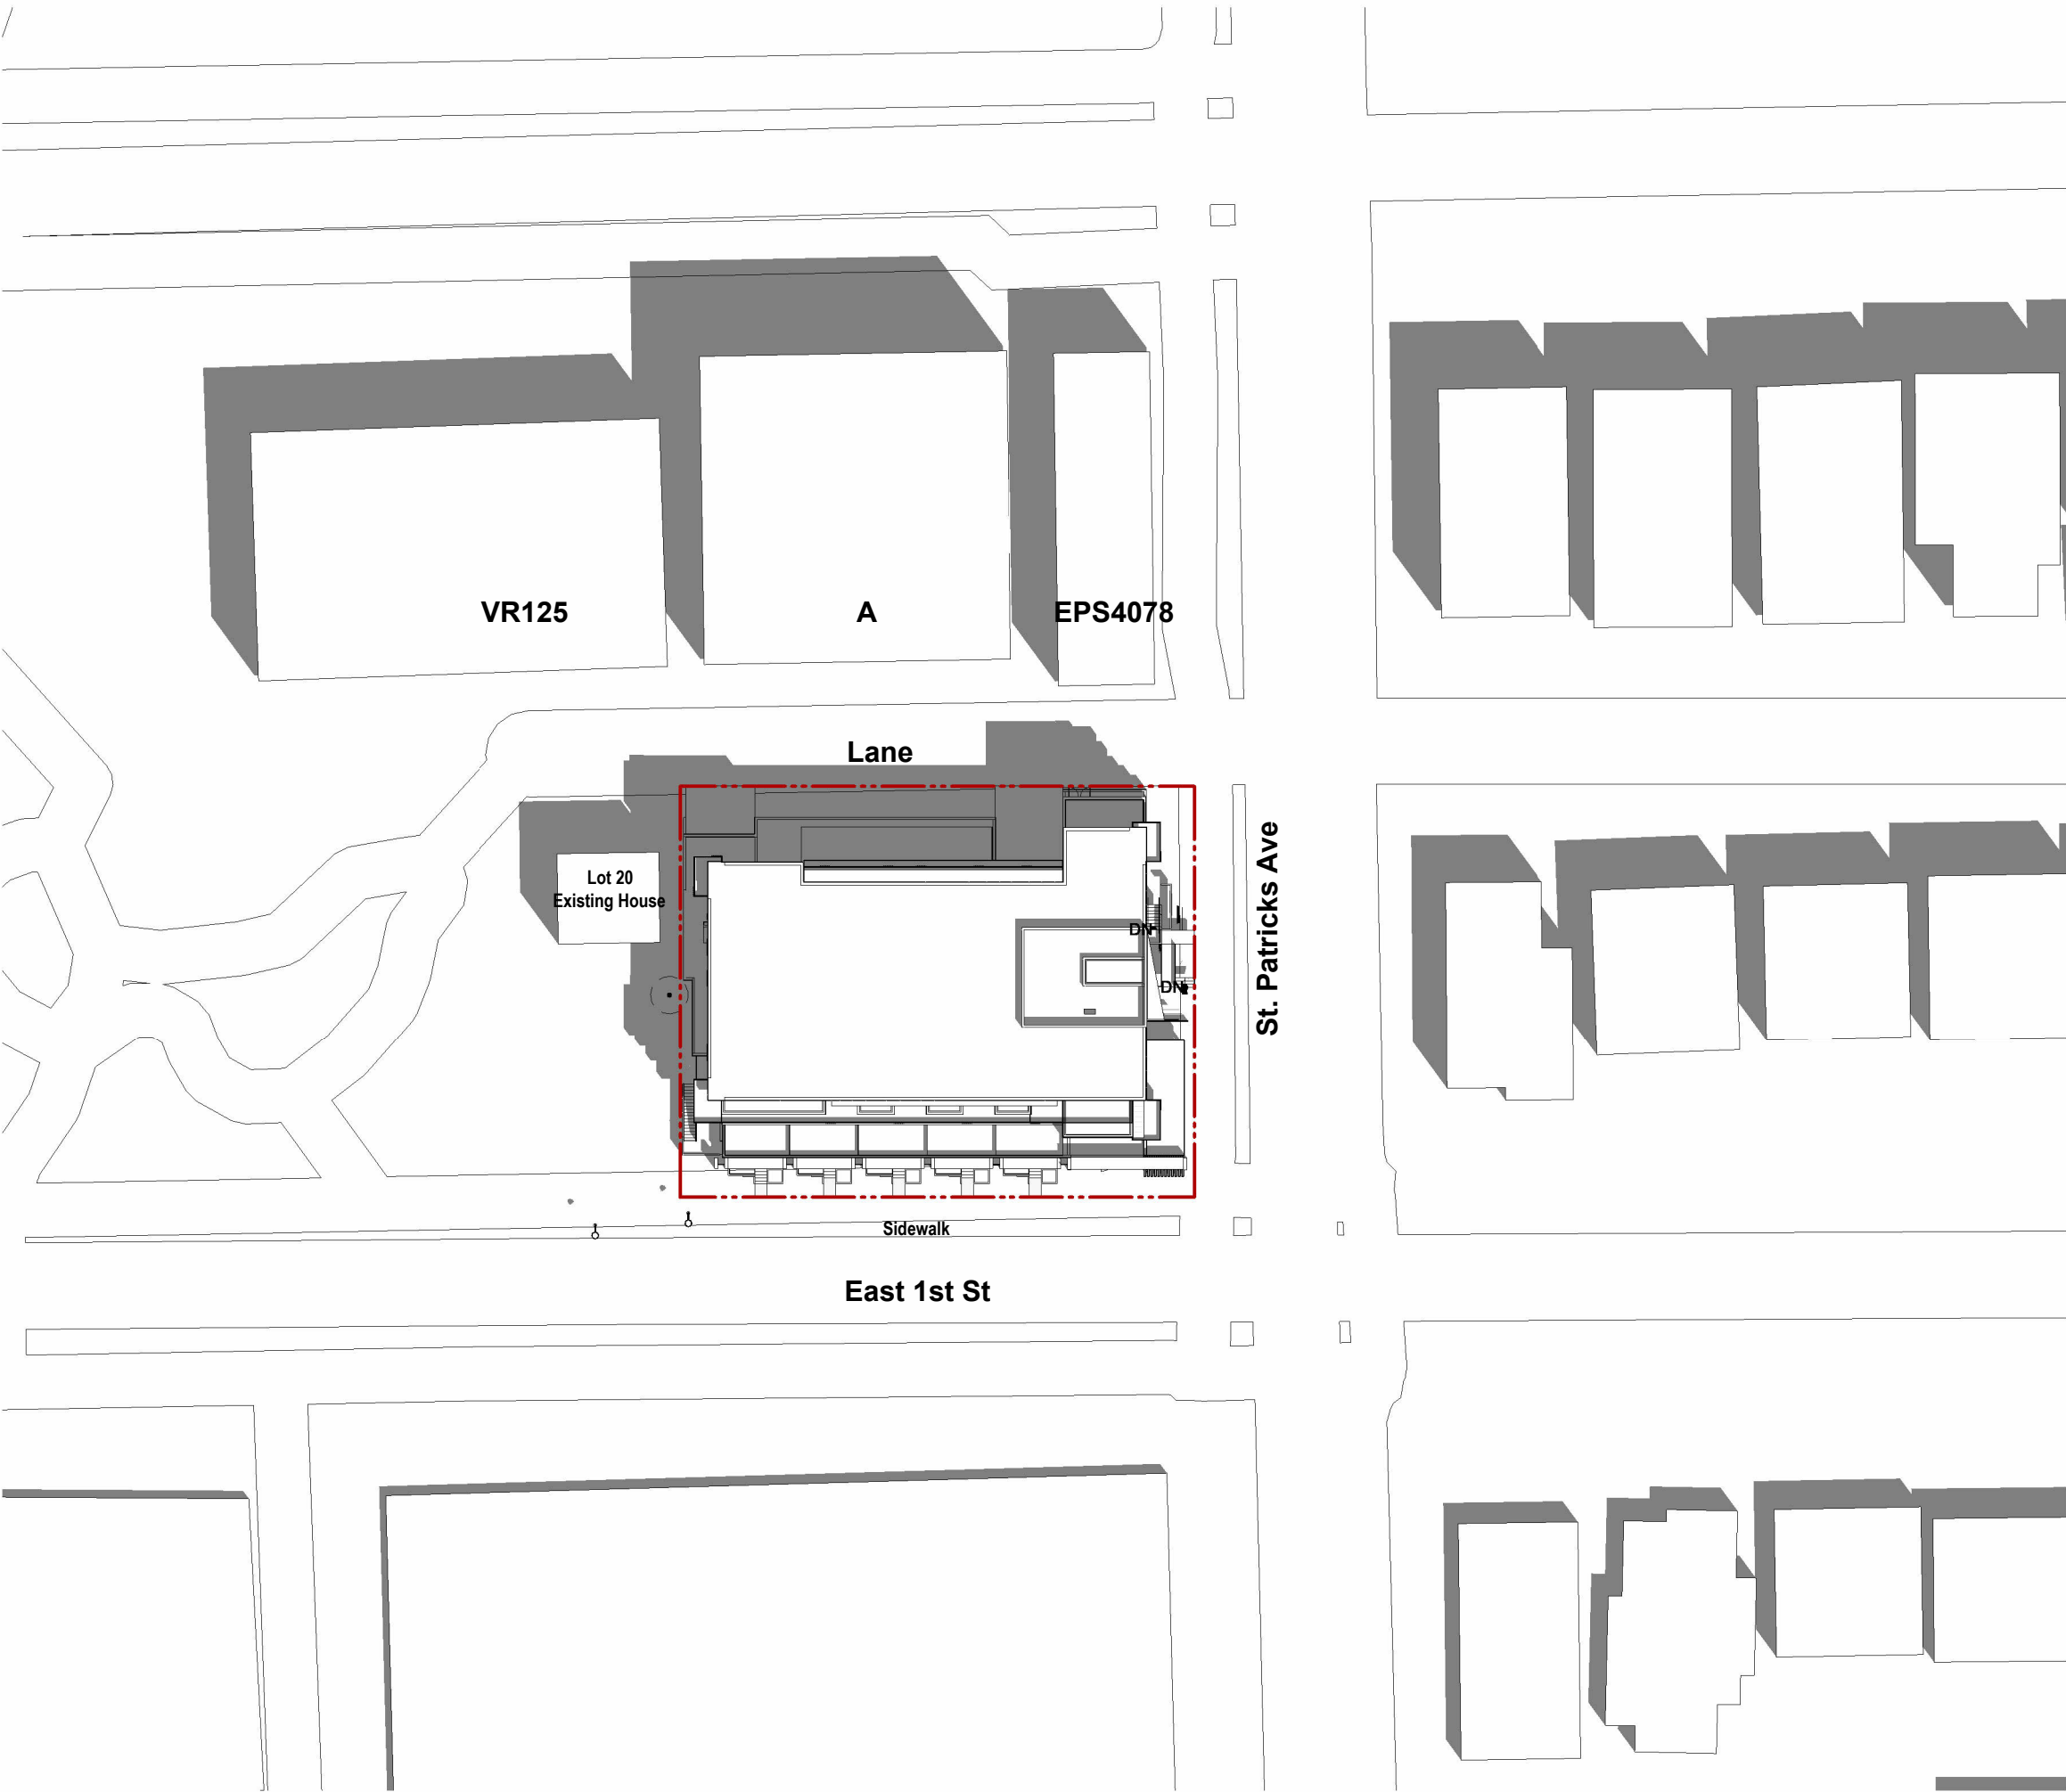 VR125
A
EPS4078
Lane
Lot 20
Existing House
DN
DN
St. Patricks Ave
Sidewalk
East 1st St